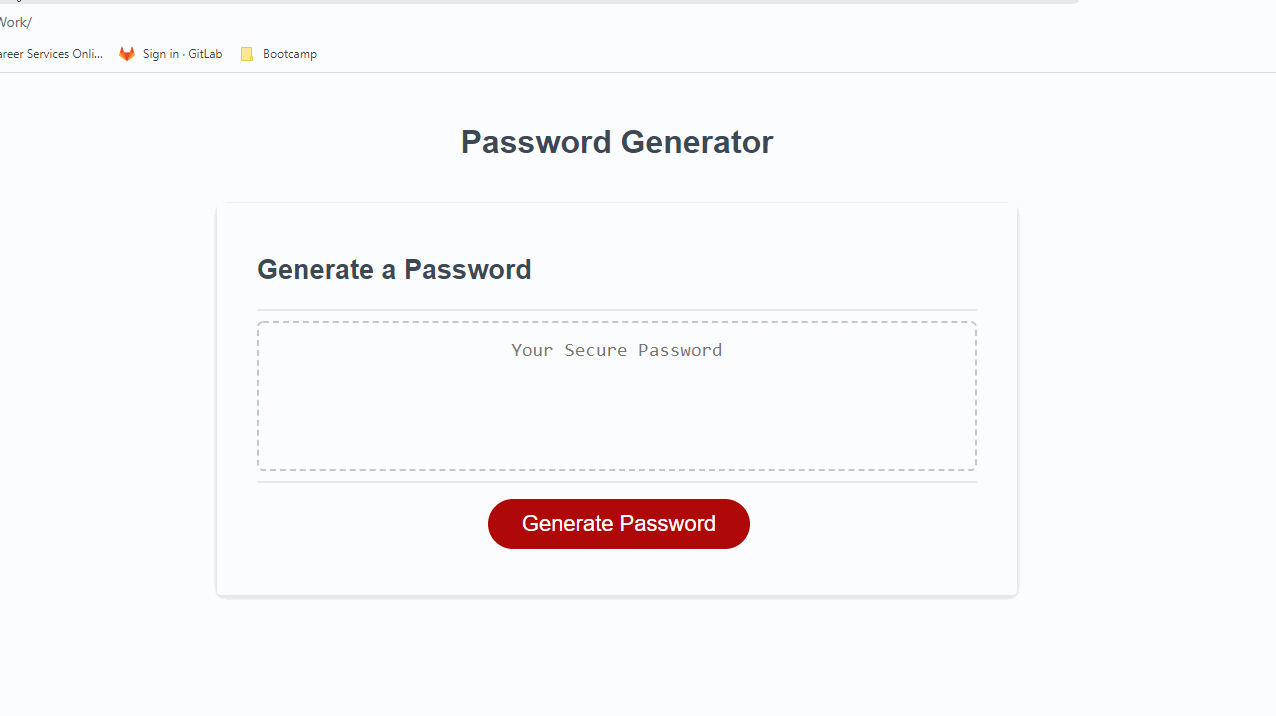 Work/
areer Services Onli... Sign in · GitLab Bootcamp
Password Generator
Generate a Password
Your Secure Password
Generate Password